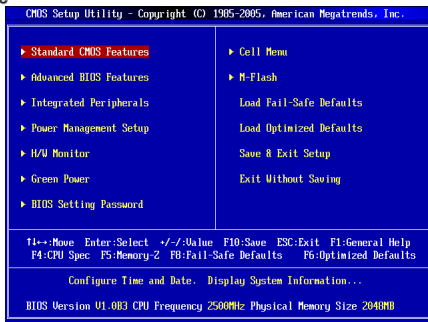 CMOS Setup Utility - Copyright (C) 1985-2005, American Megatrends, Inc.
▶ Standard CMOS Features
▶ Advanced BIOS Features
▶ Integrated Peripherals
▶ Power Management Setup
▶ H/W Monitor
▶ Green Power
▶ BIOS Setting Password
▶ Cell Menu
▶ M-Flash
Load Fail-Safe Defaults
Load Optimized Defaults
Save & Exit Setup
Exit Without Saving
↑↓←→:Move Enter:Select +/-/:Value F10:Save ESC:Exit F1:General Help
F4:CPU Spec F5:Memory-Z F8:Fail-Safe Defaults F6:Optimized Defaults
Configure Time and Date. Display System Information...
BIOS Version V1.0B3 CPU Frequency 2500MHz Physical Memory Size 2048MB